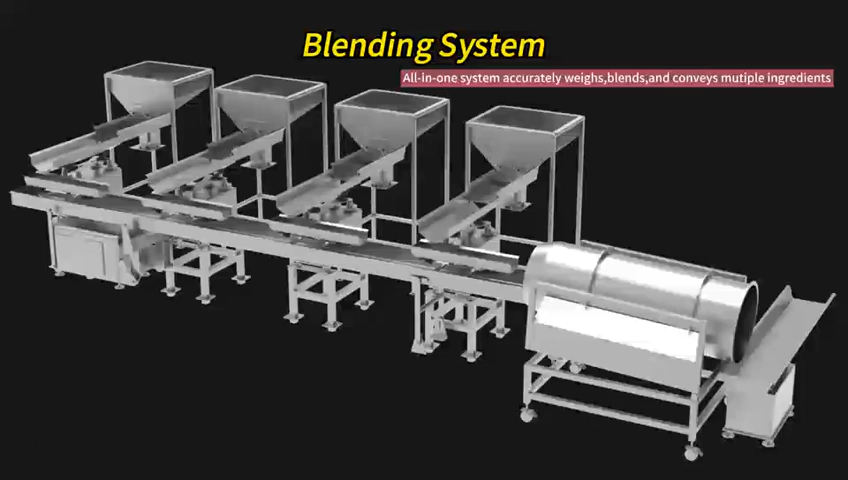 Blending System
All-in-one system accurately weighs,blends,and conveys mutiple ingredients